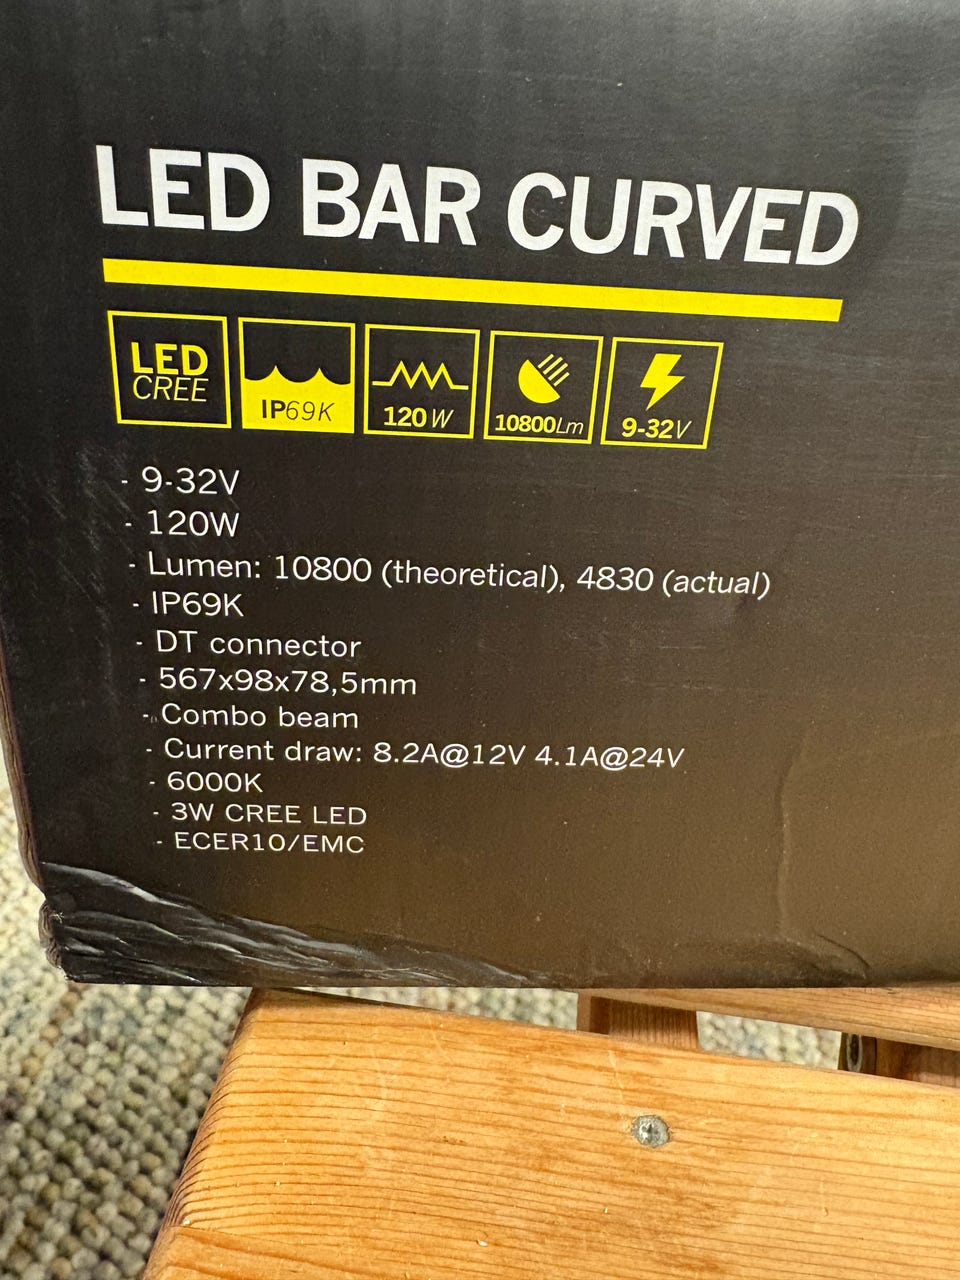 LED BAR CURVED
LED
CREE
IP69K
120W
10800Lm
9-32V
- 9-32V
- 120W
- Lumen: 10800 (theoretical), 4830 (actual)
- IP69K
- DT connector
- 567x98x78,5mm
- Combo beam
- Current draw: 8.2A@12V 4.1A@24V
- 6000K
- 3W CREE LED
- ECER10/EMC